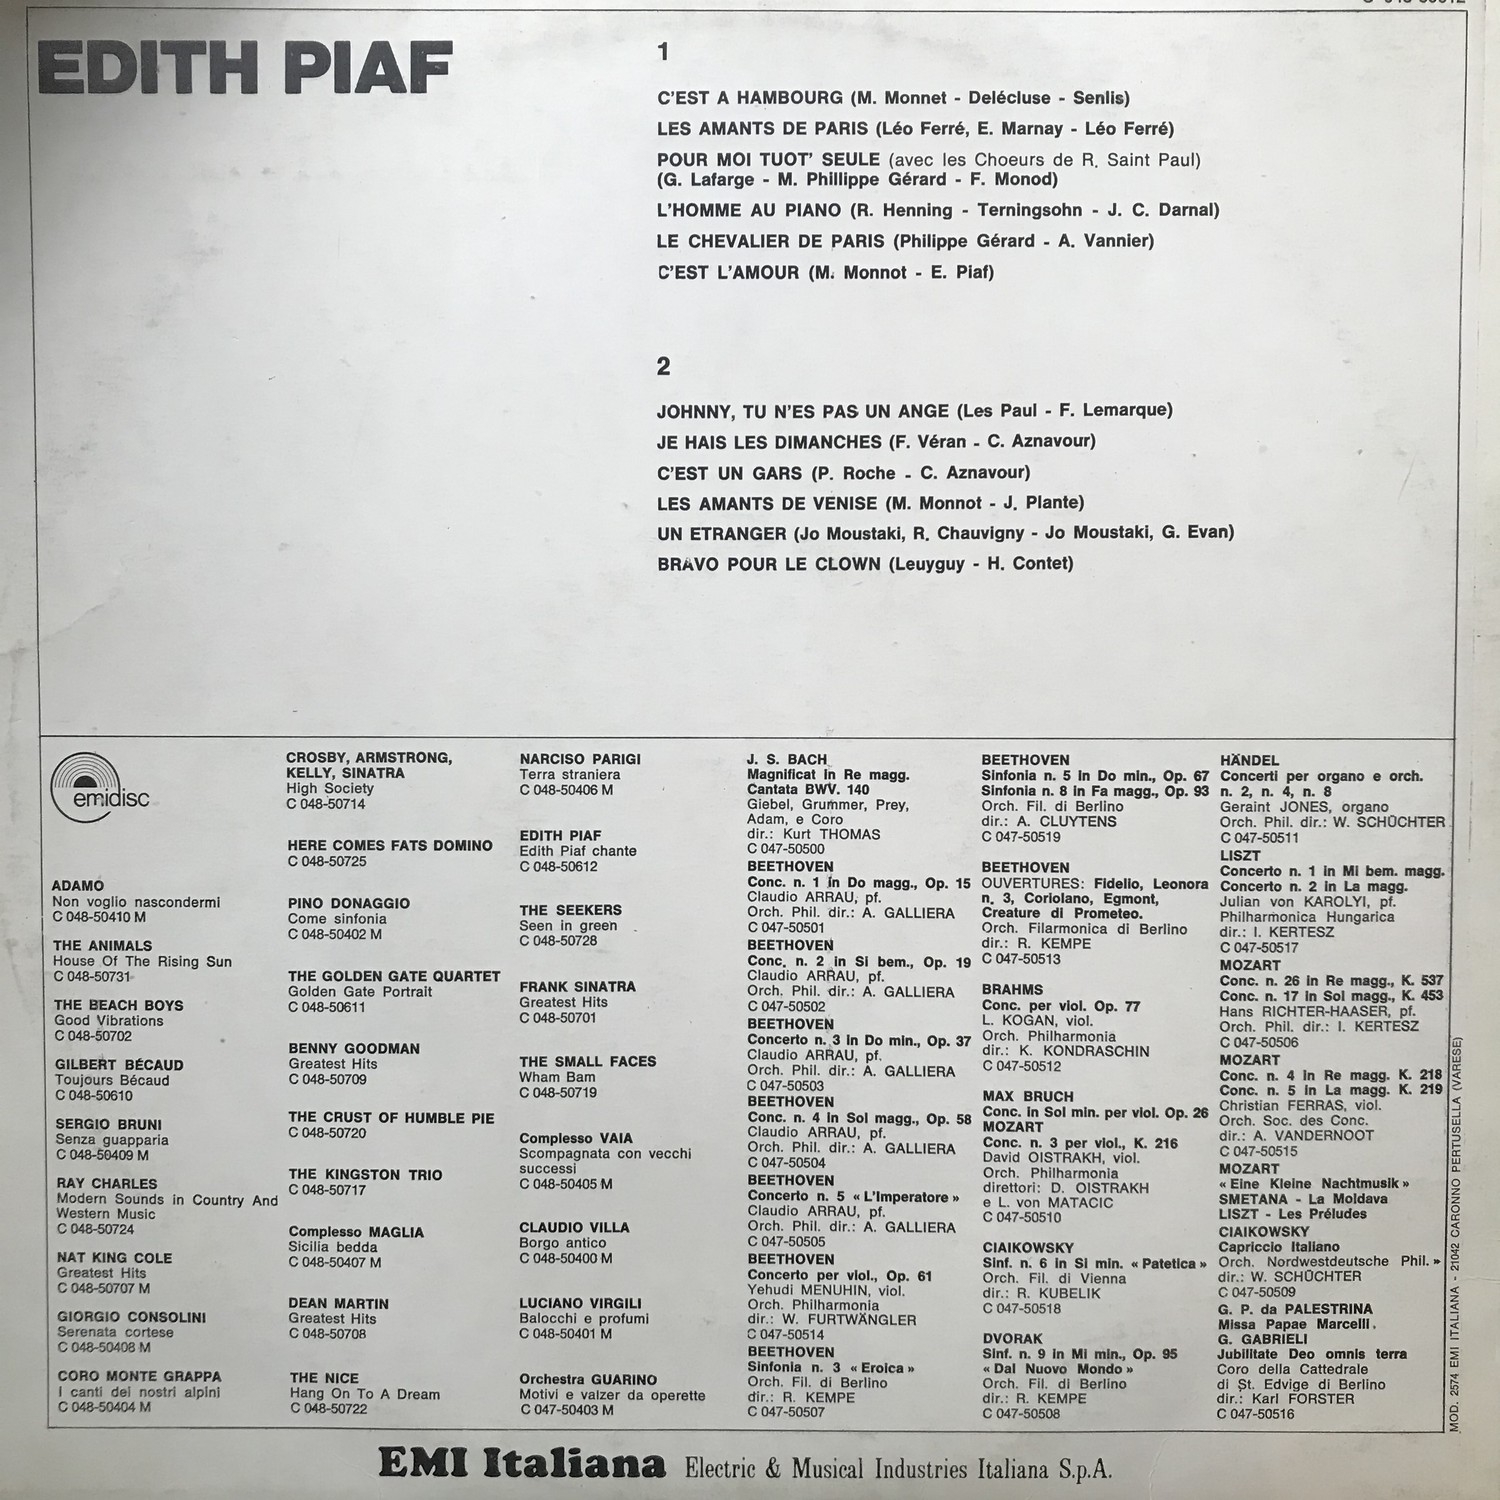 EDITH PIAF
1
C'EST A HAMBOURG (M. Monnet - Delécluse - Senlis)
LES AMANTS DE PARIS (Léo Ferré, E. Marnay - Léo Ferré)
POUR MOI TUOT' SEULE (avec les Choeurs de R. Saint Paul)
(G. Lafarge - M. Phillippe Gérard - F. Monod)
L'HOMME AU PIANO (R. Henning - Terningsohn - J. C. Darnal)
LE CHEVALIER DE PARIS (Philippe Gérard - A. Vannier)
C'EST L'AMOUR (M. Monnot - E. Piaf)
2
JOHNNY, TU N'ES PAS UN ANGE (Les Paul - F. Lemarque)
JE HAIS LES DIMANCHES (F. Véran - C. Aznavour)
C'EST UN GARS (P. Roche - C. Aznavour)
LES AMANTS DE VENISE (M. Monnot - J. Plante)
UN ETRANGER (Jo Moustaki, R. Chauvigny - Jo Moustaki, G. Evan)
BRAVO POUR LE CLOWN (Leuyguy - H. Contet)
emidisc
ADAMO
Non voglio nascondermi
C 048-50410 M
THE ANIMALS
House Of The Rising Sun
C 048-50731
THE BEACH BOYS
Good Vibrations
C 048-50702
GILBERT BÉCAUD
Toujours Bécaud
C 048-50610
SERGIO BRUNI
Senza guapparia
C 048-50409 M
RAY CHARLES
Modern Sounds in Country And
Western Music
C 048-50724
NAT KING COLE
Greatest Hits
C 048-50707 M
GIORGIO CONSOLINI
Serenata cortese
C 048-50408 M
CORO MONTE GRAPPA
I canti dei nostri alpini
C 048-50404 M
CROSBY, ARMSTRONG,
KELLY, SINATRA
High Society
C 048-50714
HERE COMES FATS DOMINO
C 048-50725
PINO DONAGGIO
Come sinfonia
C 048-50402 M
THE GOLDEN GATE QUARTET
Golden Gate Portrait
C 048-50611
BENNY GOODMAN
Greatest Hits
C 048-50709
THE CRUST OF HUMBLE PIE
C 048-50720
THE KINGSTON TRIO
C 048-50717
Complesso MAGLIA
Sicilia bedda
C 048-50407 M
DEAN MARTIN
Greatest Hits
C 048-50708
THE NICE
Hang On To A Dream
C 048-50722
NARCISO PARIGI
Terra straniera
C 048-50406 M
EDITH PIAF
Edith Piaf chante
C 048-50612
THE SEEKERS
Seen in green
C 048-50728
FRANK SINATRA
Greatest Hits
C 048-50701
THE SMALL FACES
Wham Bam
C 048-50719
Complesso VAIA
Scompagnata con vecchi
successi
C 048-50405 M
CLAUDIO VILLA
Borgo antico
C 048-50400 M
LUCIANO VIRGILI
Balocchi e profumi
C 048-50401 M
Orchestra GUARINO
Motivi e valzer da operette
C 047-50403 M
J. S. BACH
Magnificat in Re magg.
Cantata BWV. 140
Giebel, Grummer, Prey,
Adam, e Coro
dir.: Kurt THOMAS
C 047-50500
BEETHOVEN
Conc. n. 1 in Do magg., Op. 15
Claudio ARRAU, pf.
Orch. Phil. dir.: A. GALLIERA
C 047-50501
BEETHOVEN
Conc. n. 2 in Si bem., Op. 19
Claudio ARRAU, pf.
Orch. Phil. dir.: A. GALLIERA
C 047-50502
BEETHOVEN
Concerto n. 3 in Do min., Op. 37
Claudio ARRAU, pf.
Orch. Phil. dir.: A. GALLIERA
C 047-50503
BEETHOVEN
Conc. n. 4 in Sol magg., Op. 58
Claudio ARRAU, pf.
Orch. Phil. dir.: A. GALLIERA
C 047-50504
BEETHOVEN
Concerto n. 5 « L'Imperatore »
Claudio ARRAU, pf.
Orch. Phil. dir.: A. GALLIERA
C 047-50505
BEETHOVEN
Concerto per viol., Op. 61
Yehudi MENUHIN, viol.
Orch. Philharmonia
dir.: W. FURTWÄNGLER
C 047-50514
BEETHOVEN
Sinfonia n. 3 « Eroica »
Orch. Fil. di Berlino
dir.: R. KEMPE
C 047-50507
BEETHOVEN
Sinfonia n. 5 in Do min., Op. 67
Sinfonia n. 8 in Fa magg., Op. 93
Orch. Fil. di Berlino
dir.: A. CLUYTENS
C 047-50519
BEETHOVEN
OUVERTURES: Fidelio, Leonora
n. 3, Coriolano, Egmont,
Creature di Prometeo.
Orch. Filarmonica di Berlino
dir.: R. KEMPE
C 047-50513
BRAHMS
Conc. per viol. Op. 77
L. KOGAN, viol.
Orch. Philharmonia
dir.: K. KONDRASCHIN
C 047-50512
MAX BRUCH
Conc. in Sol min. per viol. Op. 26
MOZART
Conc. n. 3 per viol., K. 216
David OISTRAKH, viol.
Orch. Philharmonia
direttori: D. OISTRAKH
e L. von MATACIC
C 047-50510
CIAIKOWSKY
Sinf. n. 6 in Si min. « Patetica »
Orch. Fil. di Vienna
dir.: R. KUBELIK
C 047-50518
DVORAK
Sinf. n. 9 in Mi min., Op. 95
« Dal Nuovo Mondo »
Orch. Fil. di Berlino
dir.: R. KEMPE
C 047-50508
HÄNDEL
Concerti per organo e orch.
n. 2, n. 4, n. 8
Geraint JONES, organo
Orch. Phil. dir.: W. SCHÜCHTER
C 047-50511
LISZT
Concerto n. 1 in Mi bem. magg.
Concerto n. 2 in La magg.
Julian von KAROLYI, pf.
Philharmonica Hungarica
dir.: I. KERTESZ
C 047-50517
MOZART
Conc. n. 26 in Re magg., K. 537
Conc. n. 17 in Sol magg., K. 453
Hans RICHTER-HAASER, pf.
Orch. Phil. dir.: I. KERTESZ
C 047-50506
MOZART
Conc. n. 4 in Re magg. K. 218
Conc. n. 5 in La magg. K. 219
Christian FERRAS, viol.
Orch. Soc. des Conc.
dir.: A. VANDERNOOT
C 047-50515
MOZART
« Eine Kleine Nachtmusik »
SMETANA - La Moldava
LISZT - Les Préludes
CIAIKOWSKY
Capriccio Italiano
Orch. Nordwestdeutsche Phil. »
dir.: W. SCHÜCHTER
C 047-50509
G. P. da PALESTRINA
Missa Papae Marcelli.
G. GABRIELI
Jubilitate Deo omnis terra
Coro della Cattedrale
di St. Edvige di Berlino
dir.: Karl FORSTER
C 047-50516
MOD. 2574 EMI ITALIANA - 21042 CARONNO PERTUSELLA (VARESE)
EMI Italiana Electric & Musical Industries Italiana S.p.A.